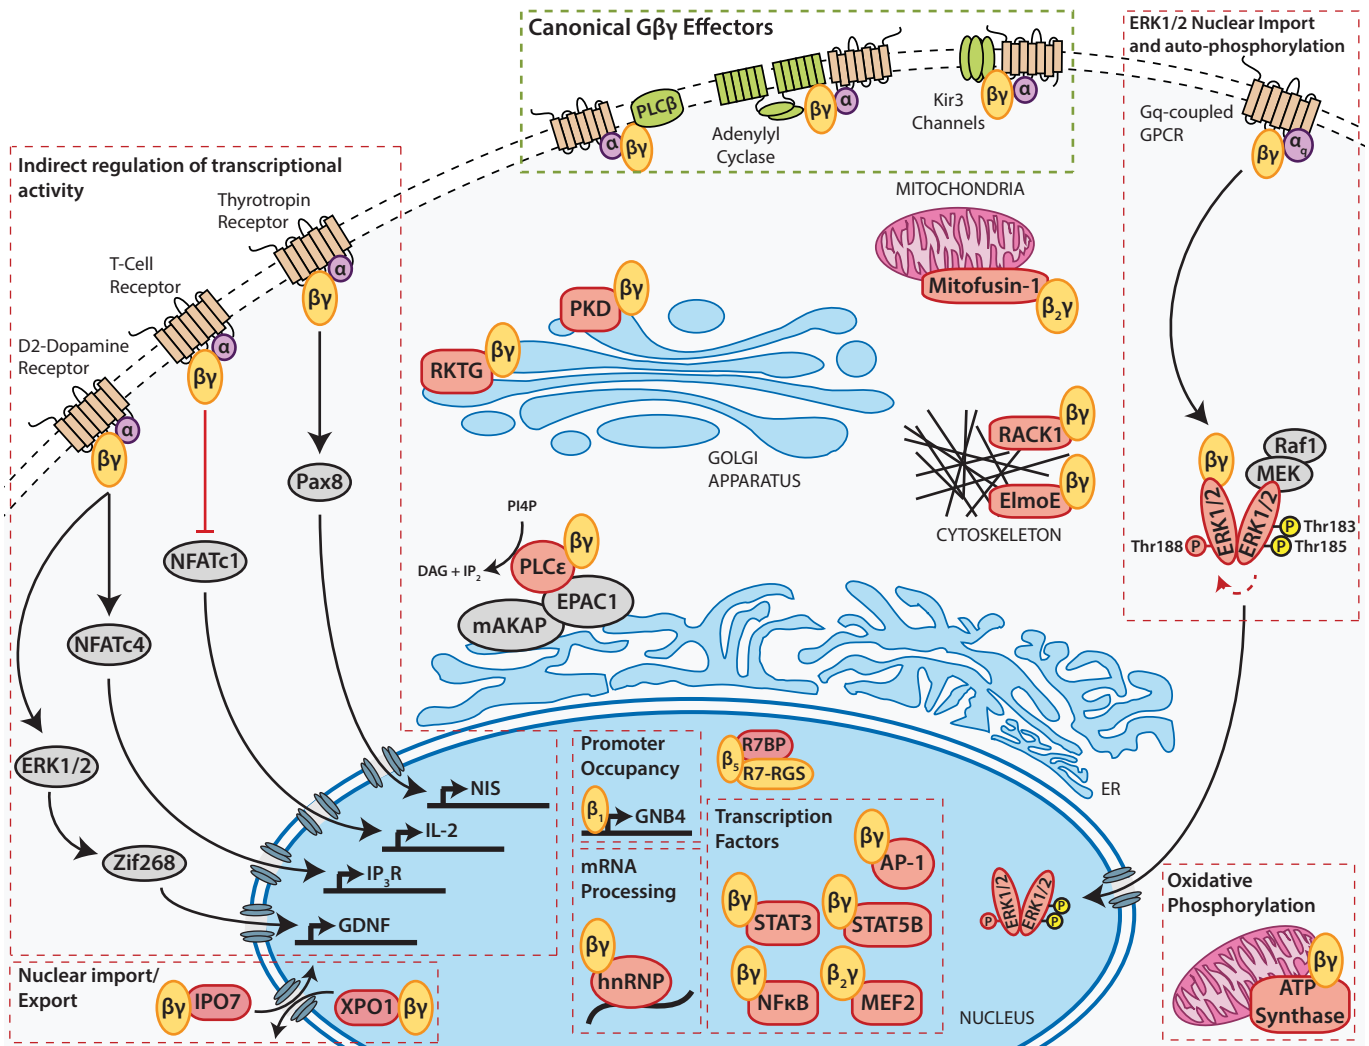 Canonical Gβγ Effectors
PLCβ
α
βγ
Adenylyl
Cyclase
βγ
α
Kir3
Channels
βγ
α
ERK1/2 Nuclear Import
and auto-phosphorylation
Gq-coupled
GPCR
βγ
αq
βγ
Raf1
MEK
ERK1/2
ERK1/2
Thr188
P
P
Thr183
P
Thr185
Indirect regulation of transcriptional
activity
Thyrotropin
Receptor
α
βγ
T-Cell
Receptor
α
βγ
D2-Dopamine
Receptor
α
βγ
Pax8
NFATc1
NFATc4
ERK1/2
Zif268
NIS
IL-2
IP3R
GDNF
MITOCHONDRIA
Mitofusin-1
β2γ
PKD
βγ
RKTG
βγ
GOLGI
APPARATUS
RACK1
βγ
ElmoE
βγ
CYTOSKELETON
PI4P
DAG + IP2
PLCε
βγ
EPAC1
mAKAP
ER
Promoter
Occupancy
β1
GNB4
R7BP
β5
R7-RGS
mRNA
Processing
βγ
hnRNP
Transcription
Factors
βγ
AP-1
βγ
STAT3
βγ
STAT5B
βγ
NFκB
β2γ
MEF2
ERK1/2
ERK1/2
P
P
P
NUCLEUS
Nuclear import/
Export
βγ
IPO7
XPO1
βγ
Oxidative
Phosphorylation
βγ
ATP
Synthase